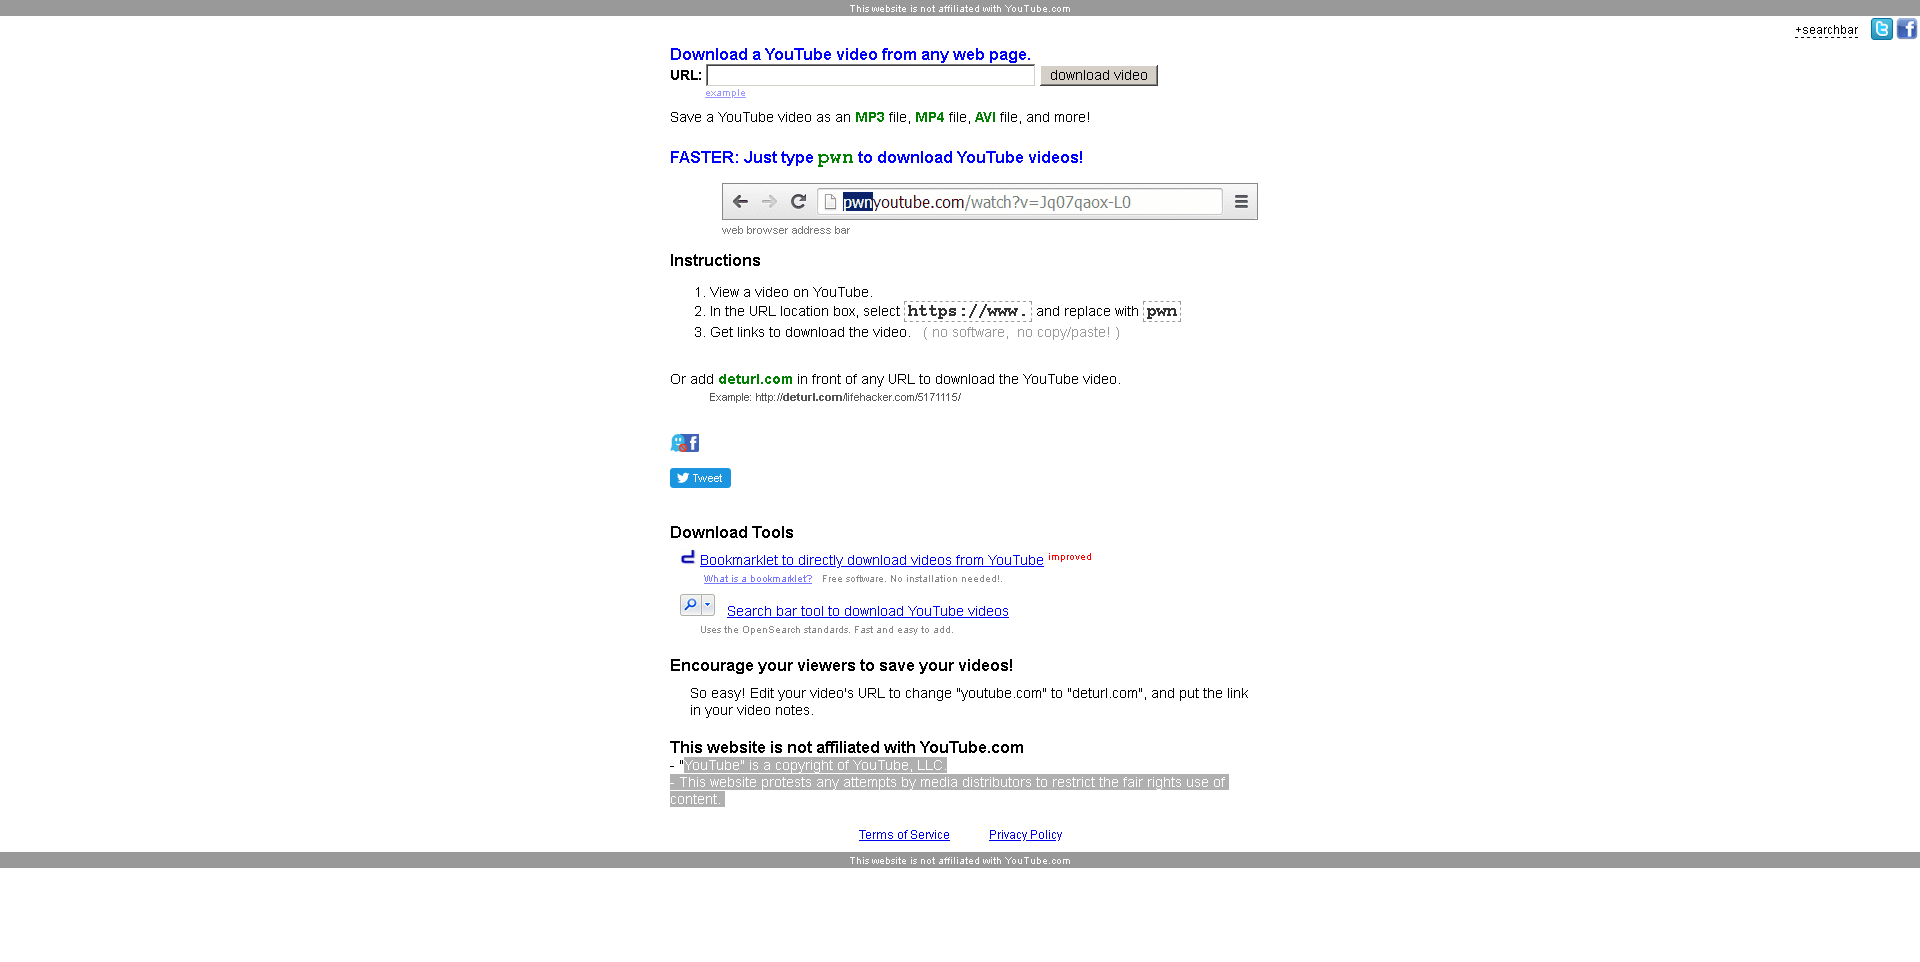 This website is not affiliated with YouTube.com
+searchbar
Download a YouTube video from any web page.
URL: download video
example
Save a YouTube video as an MP3 file, MP4 file, AVI file, and more!
FASTER: Just type pwn to download YouTube videos!
pwnyoutube.com/watch?v=Jq07qaox-L0
web browser address bar
Instructions
1. View a video on YouTube.
2. In the URL location box, select https://www. and replace with pwn
3. Get links to download the video. ( no software, no copy/paste! )
Or add deturl.com in front of any URL to download the YouTube video.
Example: http://deturl.com/lifehacker.com/5171115/
Tweet
Download Tools
Bookmarklet to directly download videos from YouTube improved
What is a bookmarklet? Free software. No installation needed!.
Search bar tool to download YouTube videos
Uses the OpenSearch standards. Fast and easy to add.
Encourage your viewers to save your videos!
So easy! Edit your video's URL to change "youtube.com" to "deturl.com", and put the link
in your video notes.
This website is not affiliated with YouTube.com
- "YouTube" is a copyright of YouTube, LLC.
- This website protests any attempts by media distributors to restrict the fair rights use of
content.
Terms of Service Privacy Policy
This website is not affiliated with YouTube.com